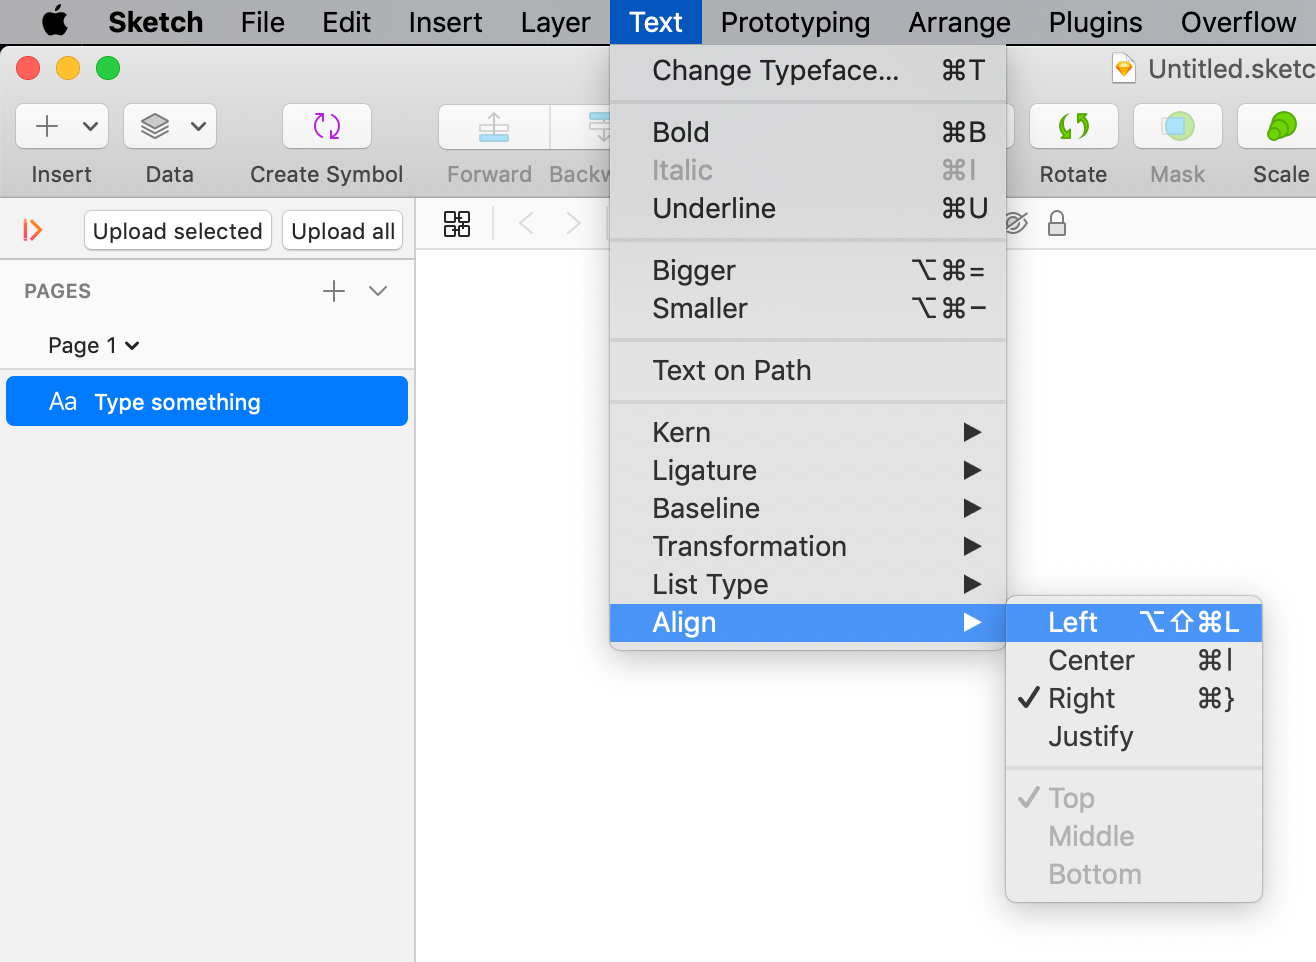 Sketch File Edit Insert Layer Text Prototyping Arrange Plugins Overflow
Untitled.sketc
Insert Data Create Symbol Forward Backw Rotate Mask Scale
Upload selected Upload all
PAGES
Page 1
Aa Type something
Change Typeface... ⌘T
Bold ⌘B
Italic ⌘I
Underline ⌘U
Bigger ⌥⌘=
Smaller ⌥⌘−
Text on Path
Kern
Ligature
Baseline
Transformation
List Type
Align
Left ⌥⇧⌘L
Center ⌘|
✓ Right ⌘}
Justify
✓ Top
Middle
Bottom